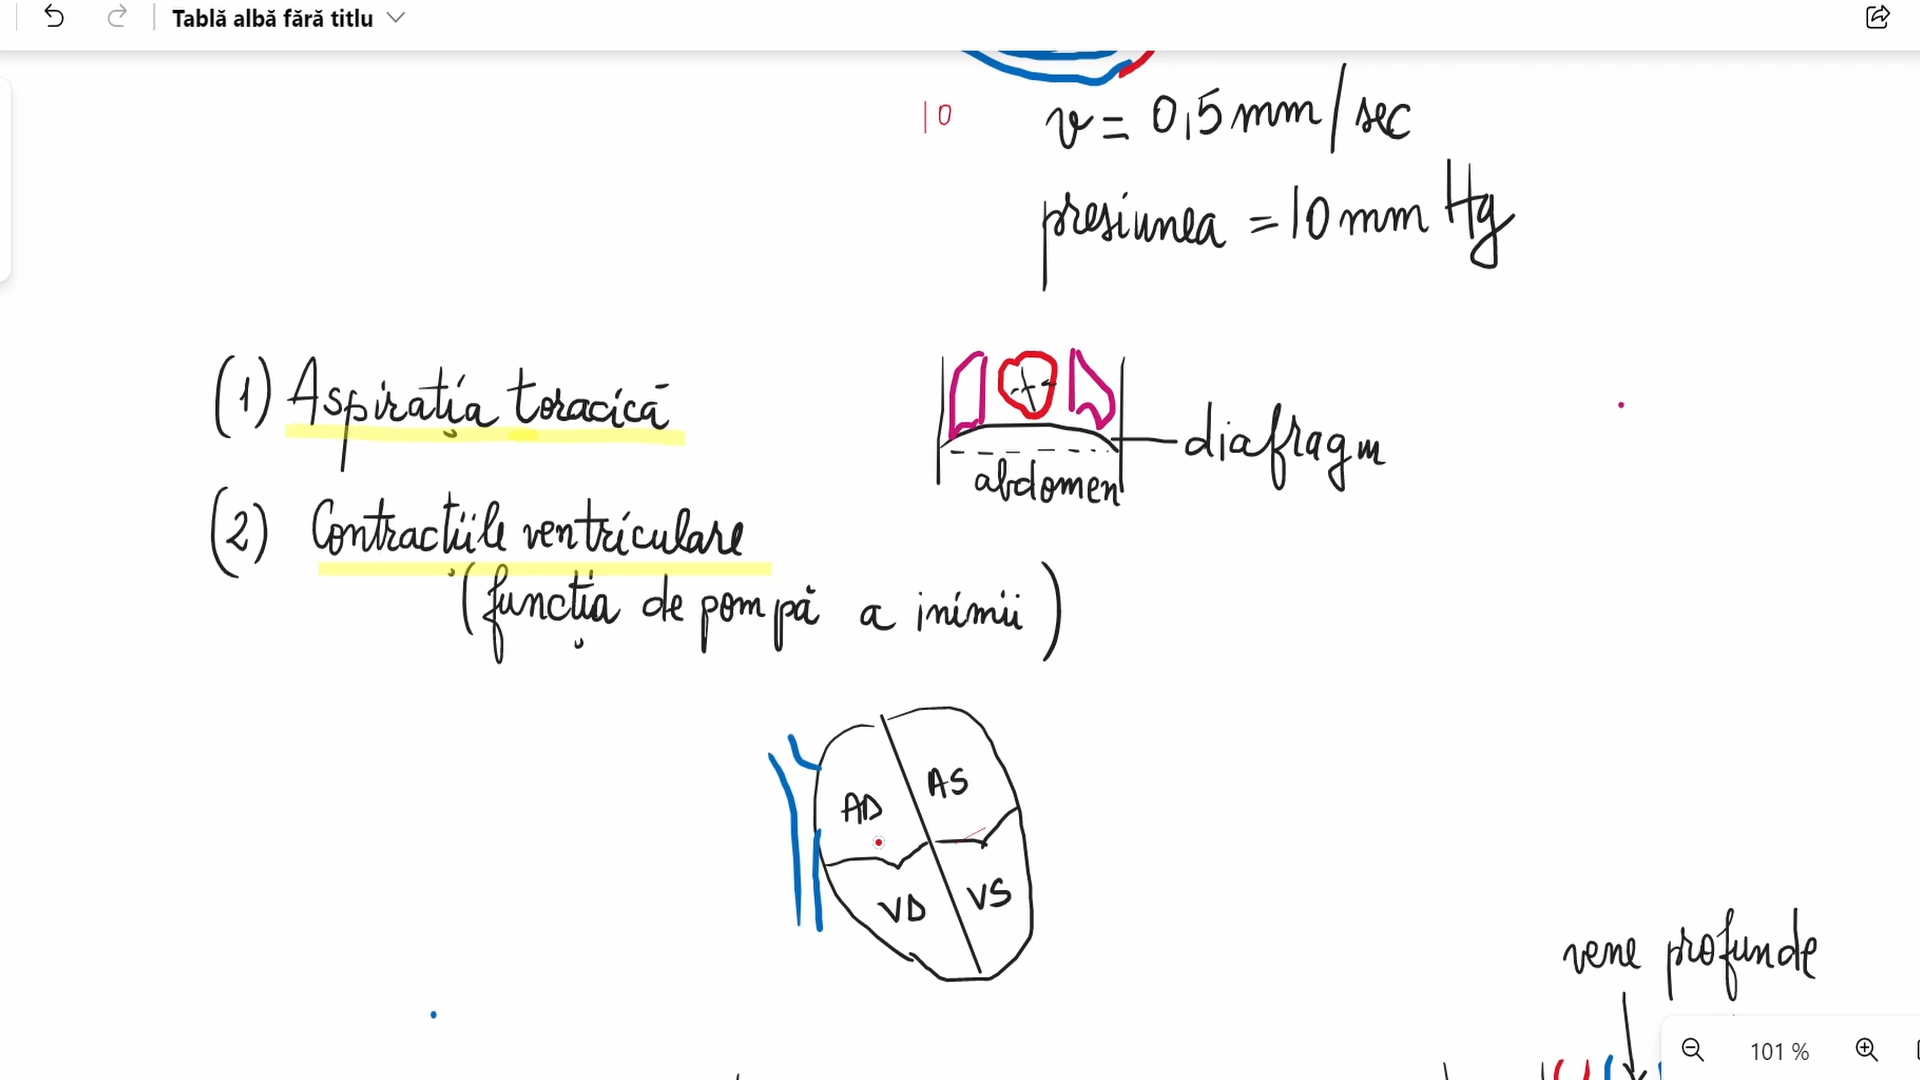 Tablă albă fără titlu
10
v = 0,5 mm/sec
presiunea = 10 mm Hg
(1) Aspirația toracică
diafragm
abdomen
(2) Contracțiile ventriculare
(funcția de pompă a inimii)
AS
AD
VS
VD
vene profunde
101 %